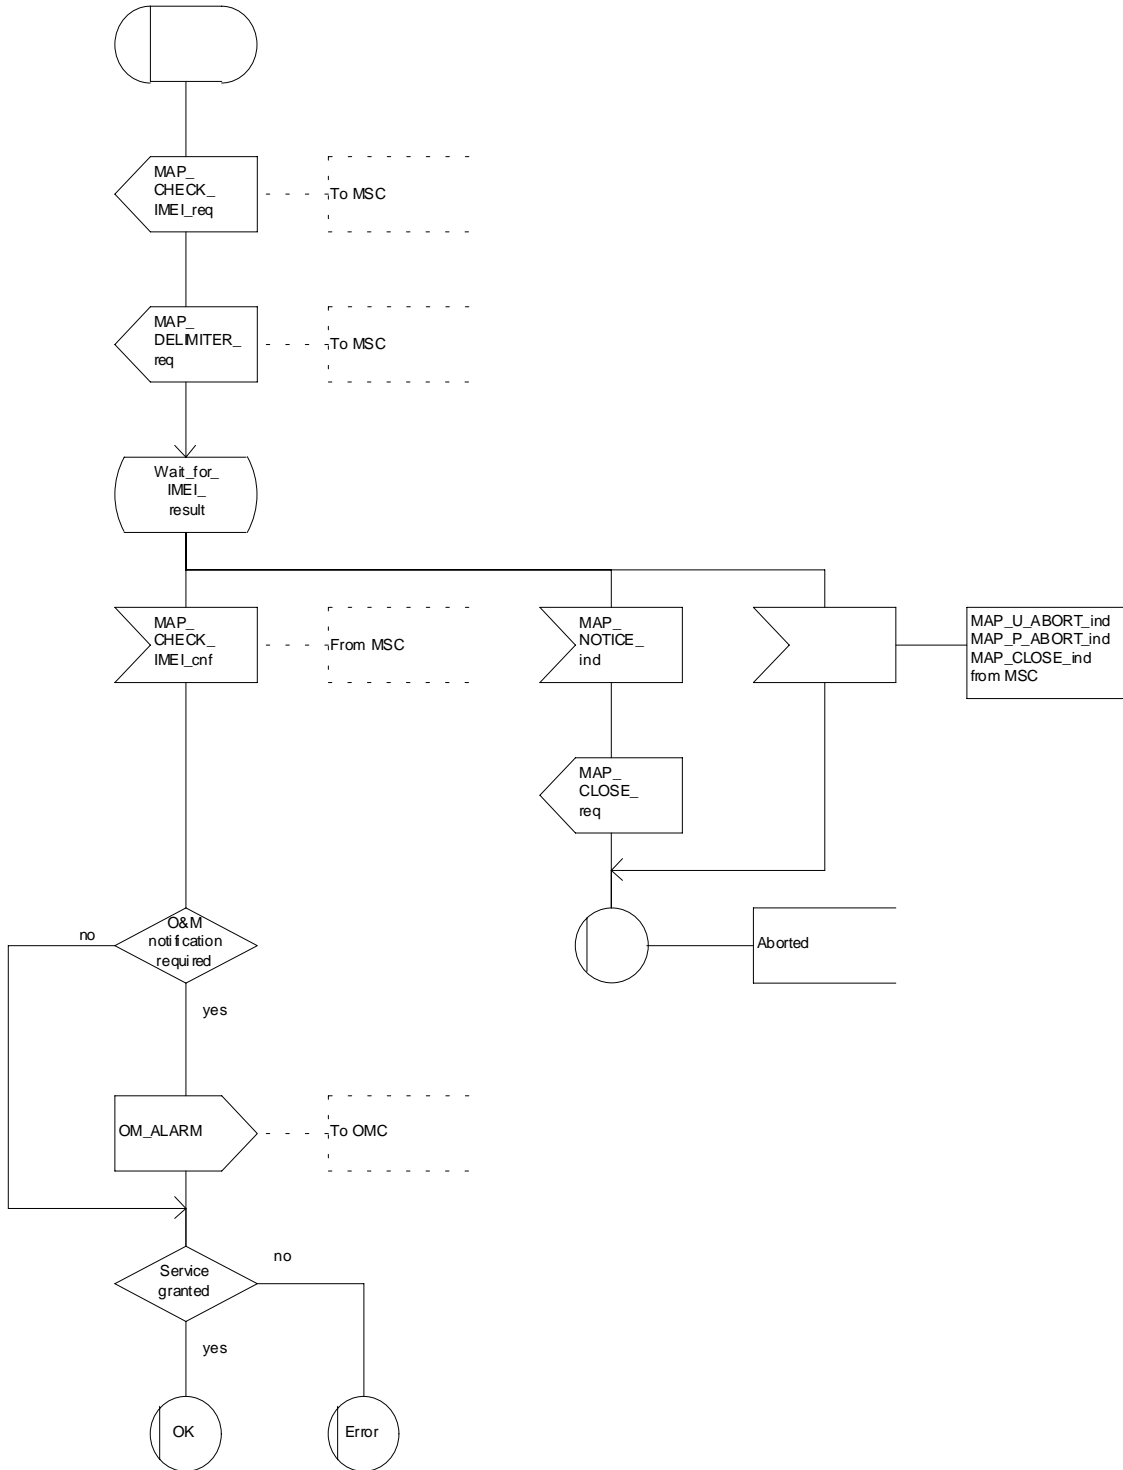 MAP_
CHECK_
IMEI_req
To MSC
MAP_
DELIMITER_
req
To MSC
Wait_for_
IMEI_
result
MAP_
CHECK_
IMEI_cnf
From MSC
MAP_
NOTICE_
ind
MAP_U_ABORT_ind
MAP_P_ABORT_ind
MAP_CLOSE_ind
from MSC
MAP_
CLOSE_
req
no
O&M
notification
required
yes
Aborted
OM_ALARM
To OMC
Service
granted
no
yes
OK
Error